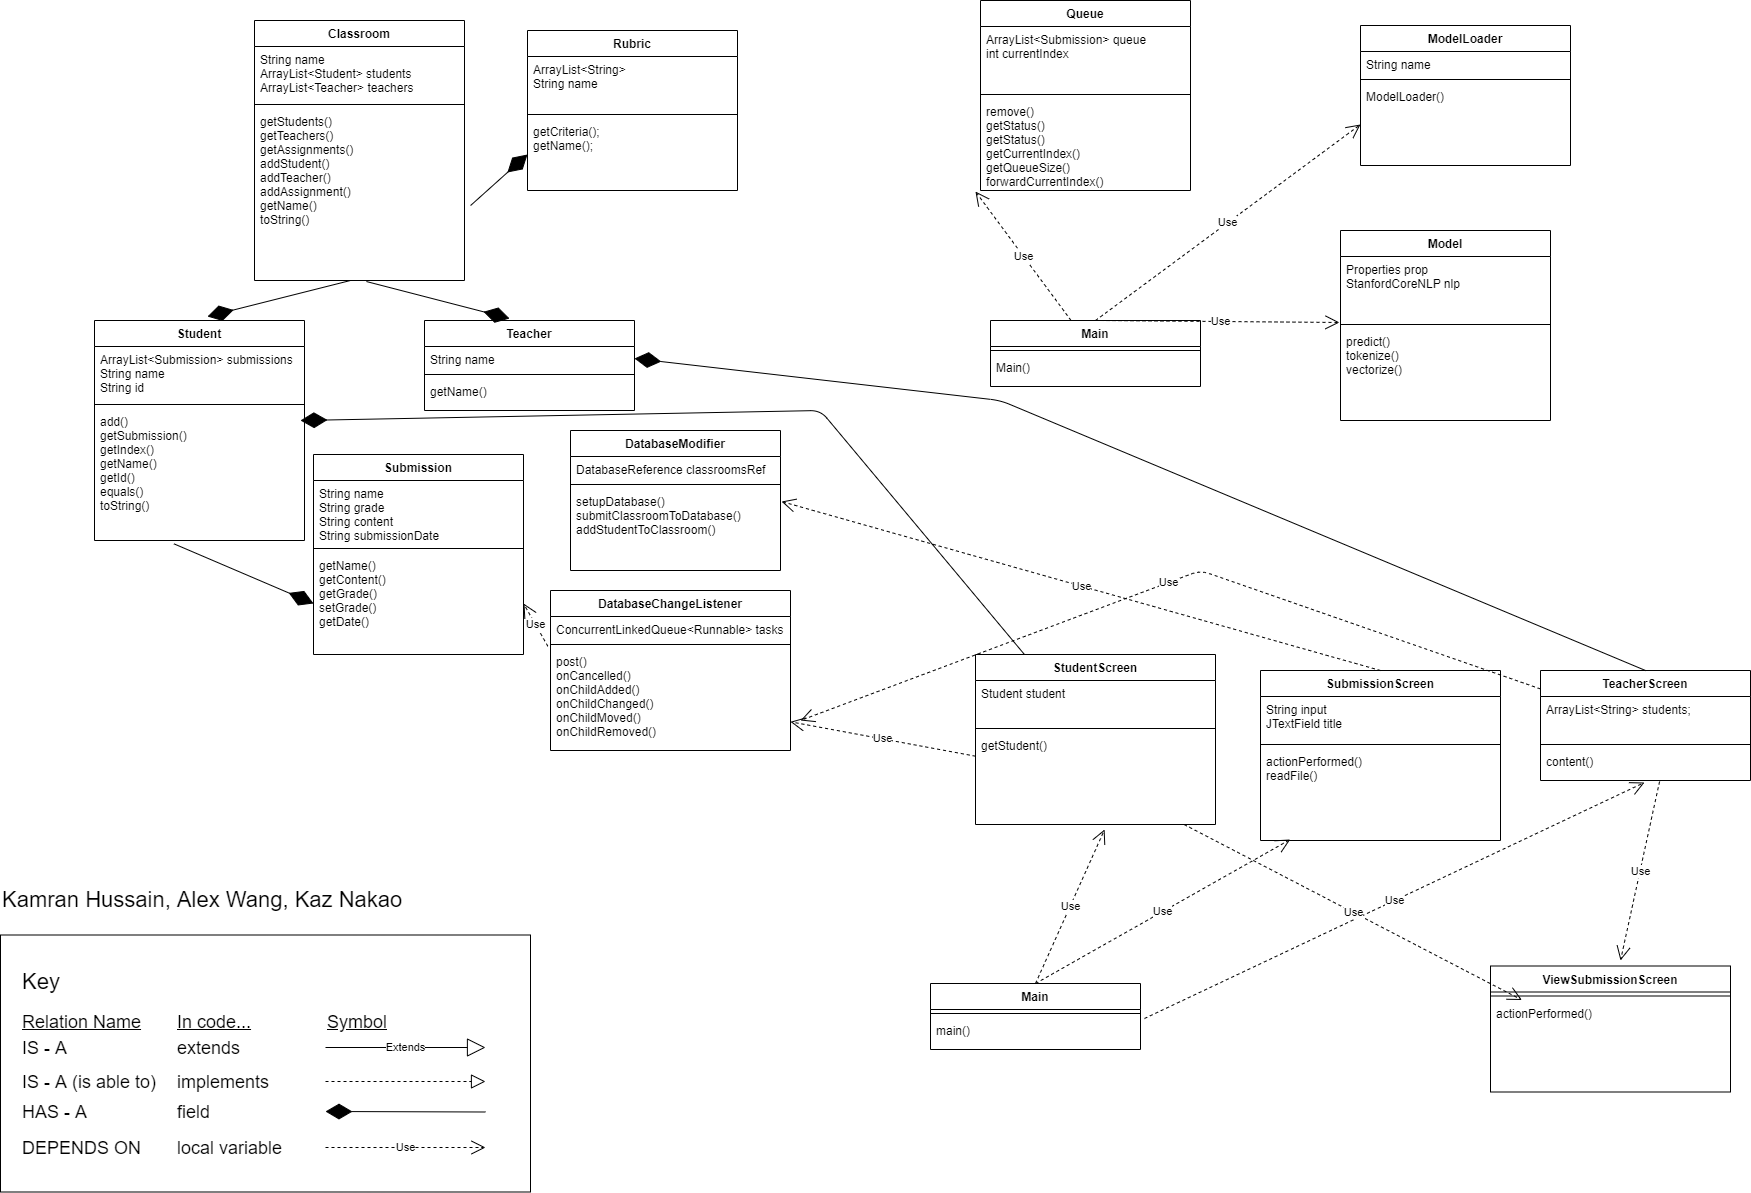 Classroom
String name
ArrayList<Student> students
ArrayList<Teacher> teachers
getStudents()
getTeachers()
getAssignments()
addStudent()
addTeacher()
addAssignment()
getName()
toString()
Rubric
ArrayList<String>
String name
getCriteria();
getName();
Queue
ArrayList<Submission> queue
int currentIndex
remove()
getStatus()
getStatus()
getCurrentIndex()
getQueueSize()
forwardCurrentIndex()
ModelLoader
String name
ModelLoader()
Use
Use
Use
Model
Properties prop
StanfordCoreNLP nlp
predict()
tokenize()
vectorize()
Main
Main()
Student
ArrayList<Submission> submissions
String name
String id
add()
getSubmission()
getIndex()
getName()
getId()
equals()
toString()
Teacher
String name
getName()
Submission
String name
String grade
String content
String submissionDate
getName()
getContent()
getGrade()
setGrade()
getDate()
DatabaseModifier
DatabaseReference classroomsRef
setupDatabase()
submitClassroomToDatabase()
addStudentToClassroom()
Use
DatabaseChangeListener
ConcurrentLinkedQueue<Runnable> tasks
post()
onCancelled()
onChildAdded()
onChildChanged()
onChildMoved()
onChildRemoved()
Use
Use
Use
StudentScreen
Student student
getStudent()
SubmissionScreen
String input
JTextField title
actionPerformed()
readFile()
TeacherScreen
ArrayList<String> students;
content()
Use
Use
Use
Use
Use
Main
main()
ViewSubmissionScreen
actionPerformed()
Kamran Hussain, Alex Wang, Kaz Nakao
Key
Relation Name In code... Symbol
IS - A extends Extends
IS - A (is able to) implements
HAS - A field
DEPENDS ON local variable Use